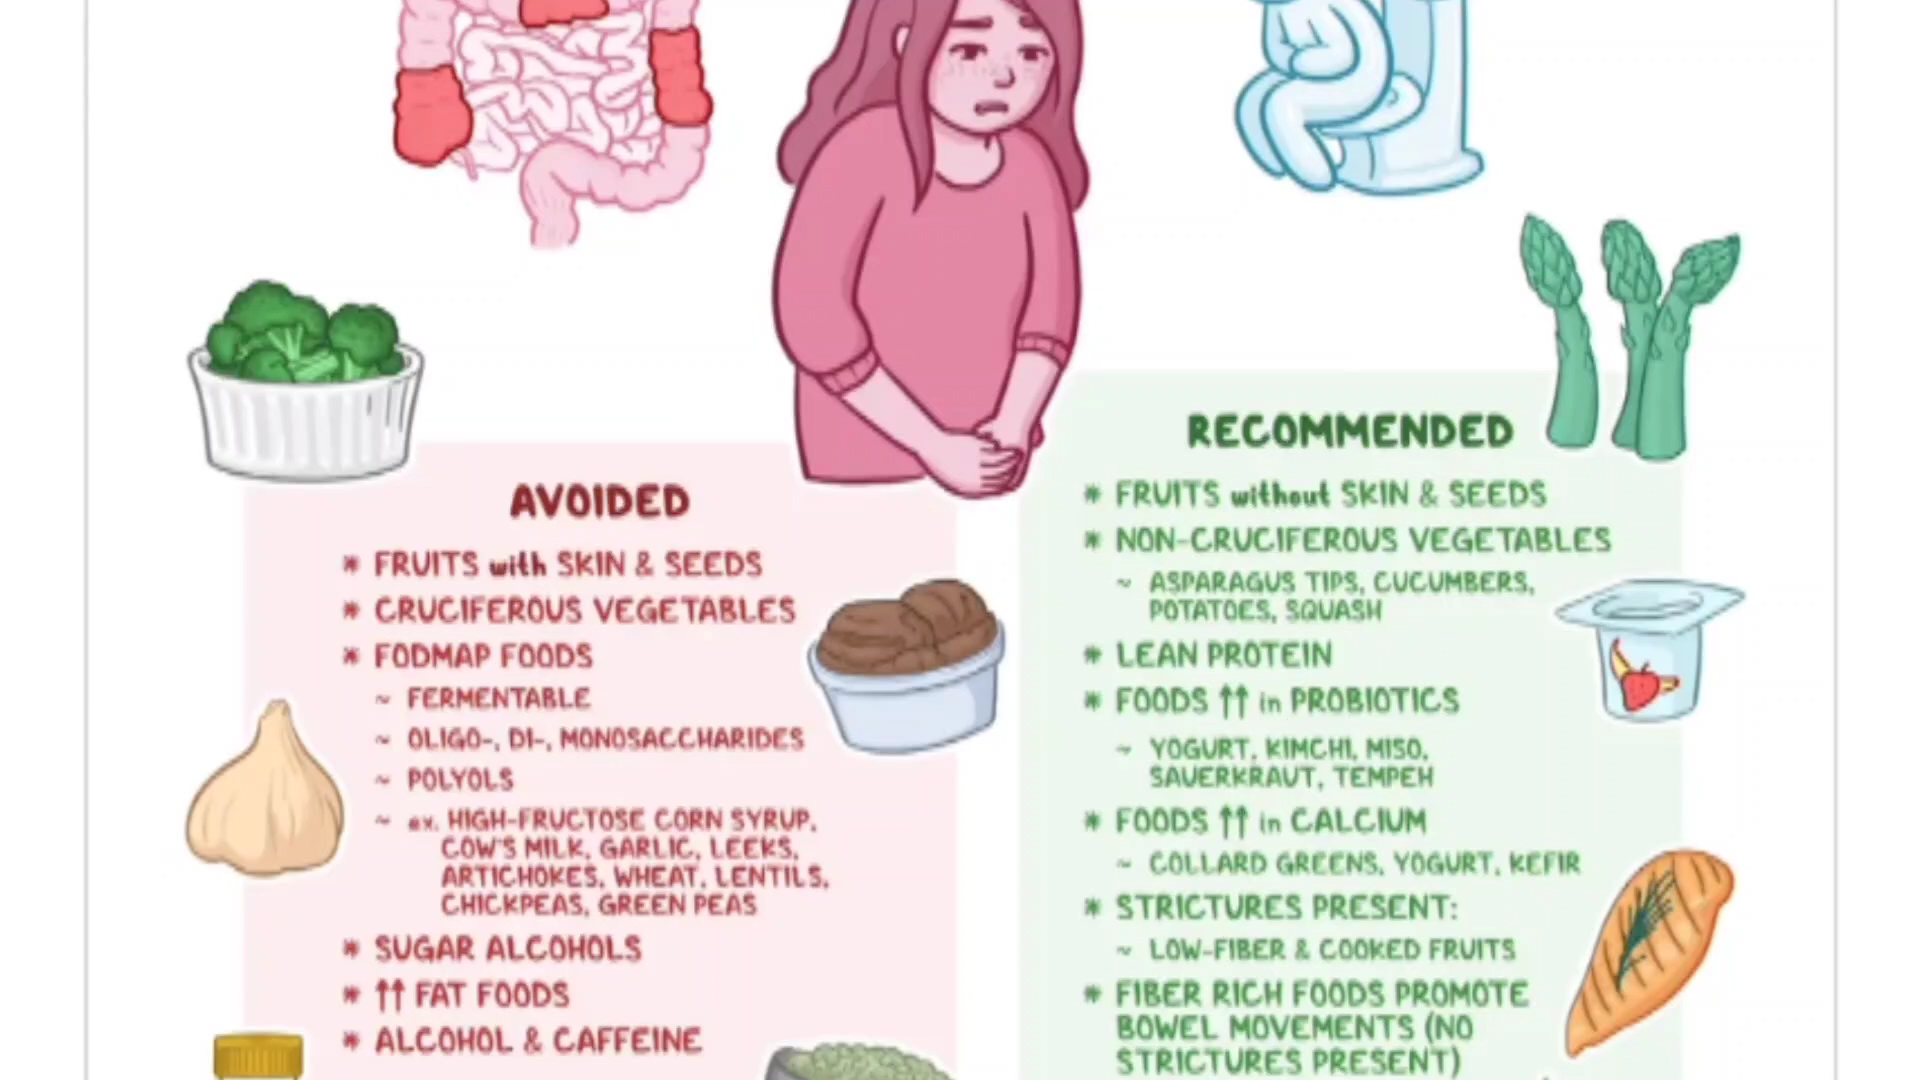 AVOIDED
* FRUITS with SKIN & SEEDS
* CRUCIFEROUS VEGETABLES
* FODMAP FOODS
~ FERMENTABLE
~ OLIGO-, DI-, MONOSACCHARIDES
~ POLYOLS
~ ex. HIGH-FRUCTOSE CORN SYRUP,
COW'S MILK, GARLIC, LEEKS,
ARTICHOKES, WHEAT, LENTILS,
CHICKPEAS, GREEN PEAS
* SUGAR ALCOHOLS
* ↑↑ FAT FOODS
* ALCOHOL & CAFFEINE
RECOMMENDED
* FRUITS without SKIN & SEEDS
* NON-CRUCIFEROUS VEGETABLES
~ ASPARAGUS TIPS, CUCUMBERS,
POTATOES, SQUASH
* LEAN PROTEIN
* FOODS ↑↑ in PROBIOTICS
~ YOGURT, KIMCHI, MISO,
SAUERKRAUT, TEMPEH
* FOODS ↑↑ in CALCIUM
~ COLLARD GREENS, YOGURT, KEFIR
* STRICTURES PRESENT:
~ LOW-FIBER & COOKED FRUITS
* FIBER RICH FOODS PROMOTE
BOWEL MOVEMENTS (NO
STRICTURES PRESENT)